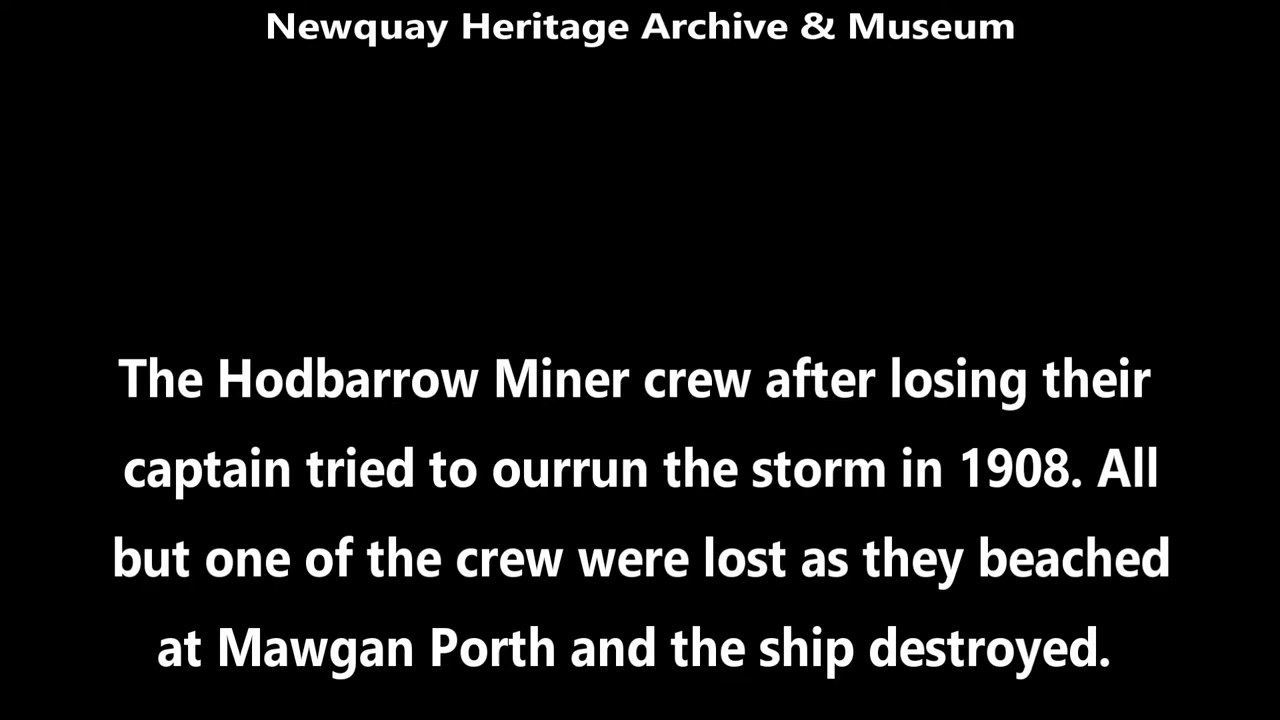 Newquay Heritage Archive & Museum
The Hodbarrow Miner crew after losing their
captain tried to ourrun the storm in 1908. All
but one of the crew were lost as they beached
at Mawgan Porth and the ship destroyed.